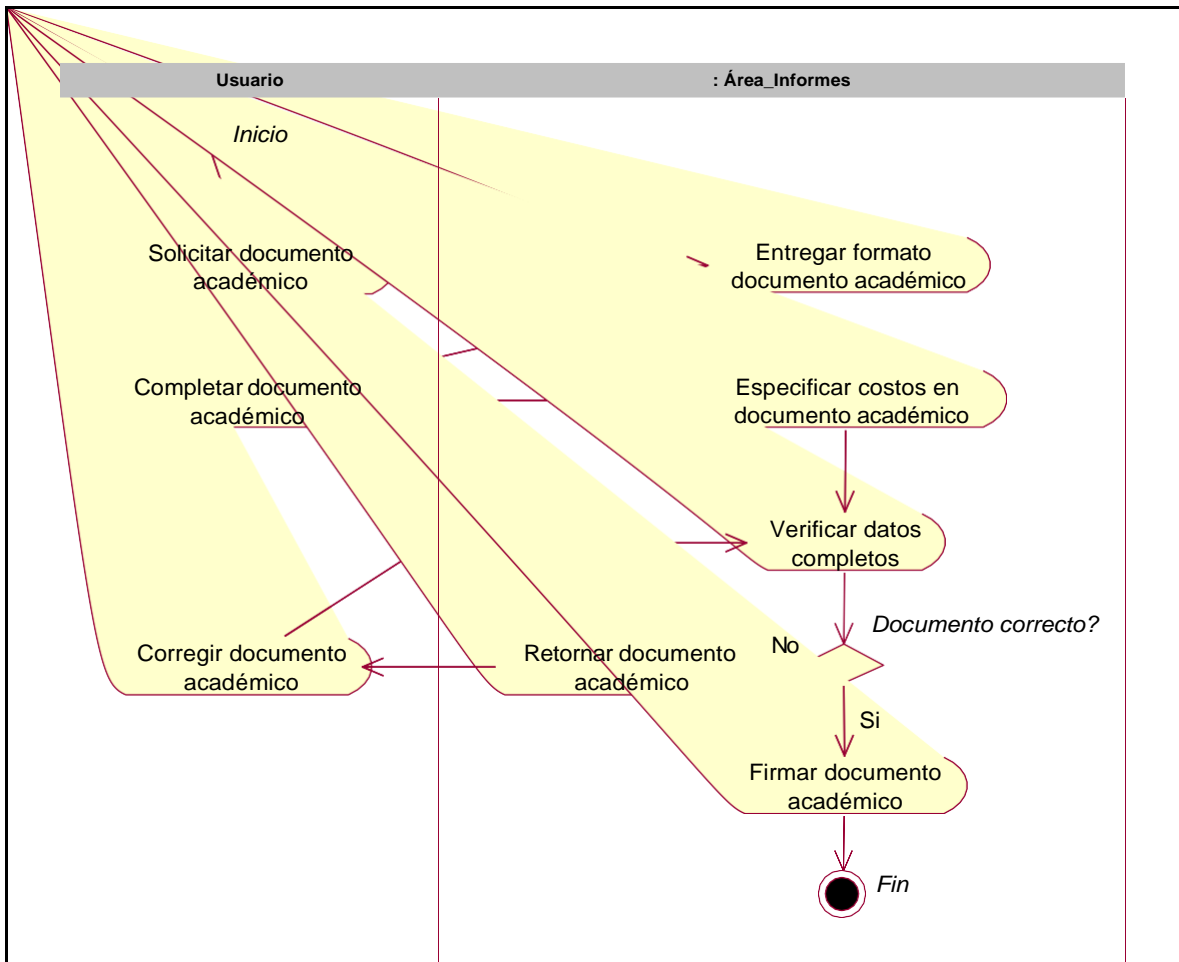 Usuario
: Área_Informes
Inicio
Solicitar documento
académico
Entregar formato
documento académico
Completar documento
académico
Especificar costos en
documento académico
Verificar datos
completos
Documento correcto?
No
Corregir documento
académico
Retornar documento
académico
Si
Firmar documento
académico
Fin